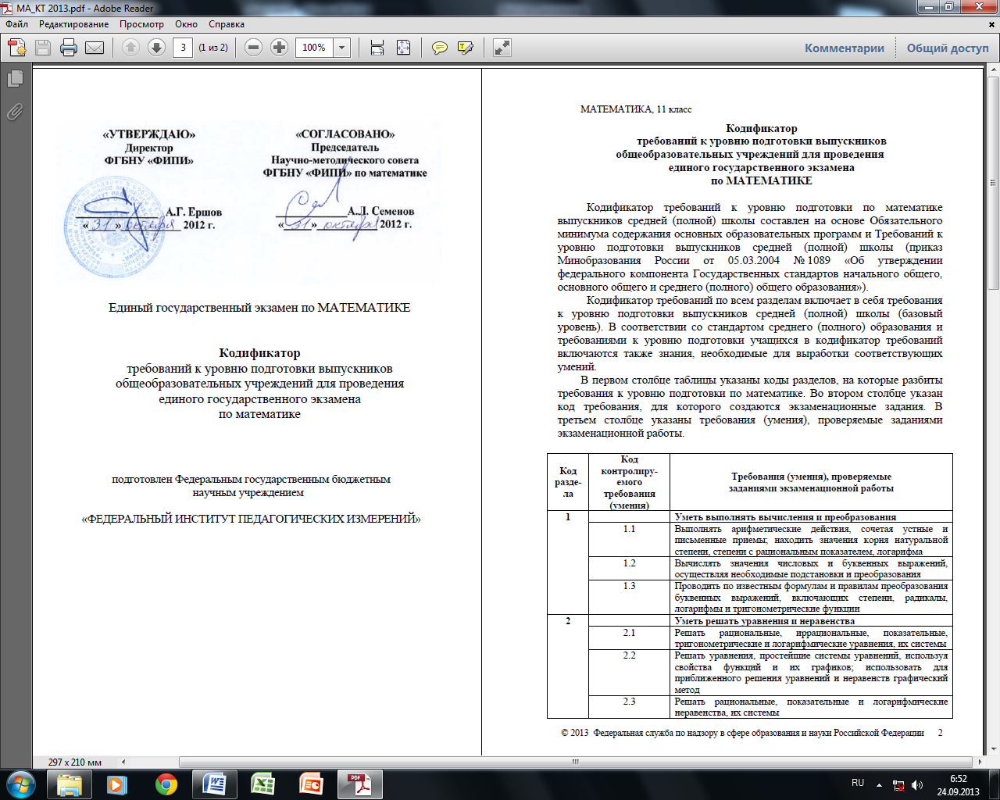 MA_KT 2013.pdf - Adobe Reader
Файл Редактирование Просмотр Окно Справка
3 (1 из 2) 100% Комментарии Общий доступ
«УТВЕРЖДАЮ»
Директор
ФГБНУ «ФИПИ»
А.Г. Ершов
«31» октября 2012 г.
«СОГЛАСОВАНО»
Председатель
Научно-методического совета
ФГБНУ «ФИПИ» по математике
А.Л. Семенов
«31» октября 2012 г.
Единый государственный экзамен по МАТЕМАТИКЕ
Кодификатор
требований к уровню подготовки выпускников
общеобразовательных учреждений для проведения
единого государственного экзамена
по математике
подготовлен Федеральным государственным бюджетным
научным учреждением
«ФЕДЕРАЛЬНЫЙ ИНСТИТУТ ПЕДАГОГИЧЕСКИХ ИЗМЕРЕНИЙ»
МАТЕМАТИКА, 11 класс
Кодификатор
требований к уровню подготовки выпускников
общеобразовательных учреждений для проведения
единого государственного экзамена
по МАТЕМАТИКЕ
Кодификатор требований к уровню подготовки по математике
выпускников средней (полной) школы составлен на основе Обязательного
минимума содержания основных образовательных программ и Требований к
уровню подготовки выпускников средней (полной) школы (приказ
Минобразования России от 05.03.2004 № 1089 «Об утверждении
федерального компонента Государственных стандартов начального общего,
основного общего и среднего (полного) общего образования»).
Кодификатор требований по всем разделам включает в себя требования
к уровню подготовки выпускников средней (полной) школы (базовый
уровень). В соответствии со стандартом среднего (полного) образования и
требованиями к уровню подготовки учащихся в кодификатор требований
включаются также знания, необходимые для выработки соответствующих
умений.
В первом столбце таблицы указаны коды разделов, на которые разбиты
требования к уровню подготовки по математике. Во втором столбце указан
код требования, для которого создаются экзаменационные задания. В
третьем столбце указаны требования (умения), проверяемые заданиями
экзаменационной работы.
Код
разде-
ла
Код
контролиру-
емого
требования
(умения)
Требования (умения), проверяемые
заданиями экзаменационной работы
1 Уметь выполнять вычисления и преобразования
1.1 Выполнять арифметические действия, сочетая устные и
письменные приемы; находить значения корня натуральной
степени, степени с рациональным показателем, логарифма
1.2 Вычислять значения числовых и буквенных выражений,
осуществляя необходимые подстановки и преобразования
1.3 Проводить по известным формулам и правилам преобразования
буквенных выражений, включающих степени, радикалы,
логарифмы и тригонометрические функции
2 Уметь решать уравнения и неравенства
2.1 Решать рациональные, иррациональные, показательные,
тригонометрические и логарифмические уравнения, их системы
2.2 Решать уравнения, простейшие системы уравнений, используя
свойства функций и их графиков; использовать для
приближенного решения уравнений и неравенств графический
метод
2.3 Решать рациональные, показательные и логарифмические
неравенства, их системы
© 2013 Федеральная служба по надзору в сфере образования и науки Российской Федерации 2
297 x 210 мм
RU 6:52
24.09.2013